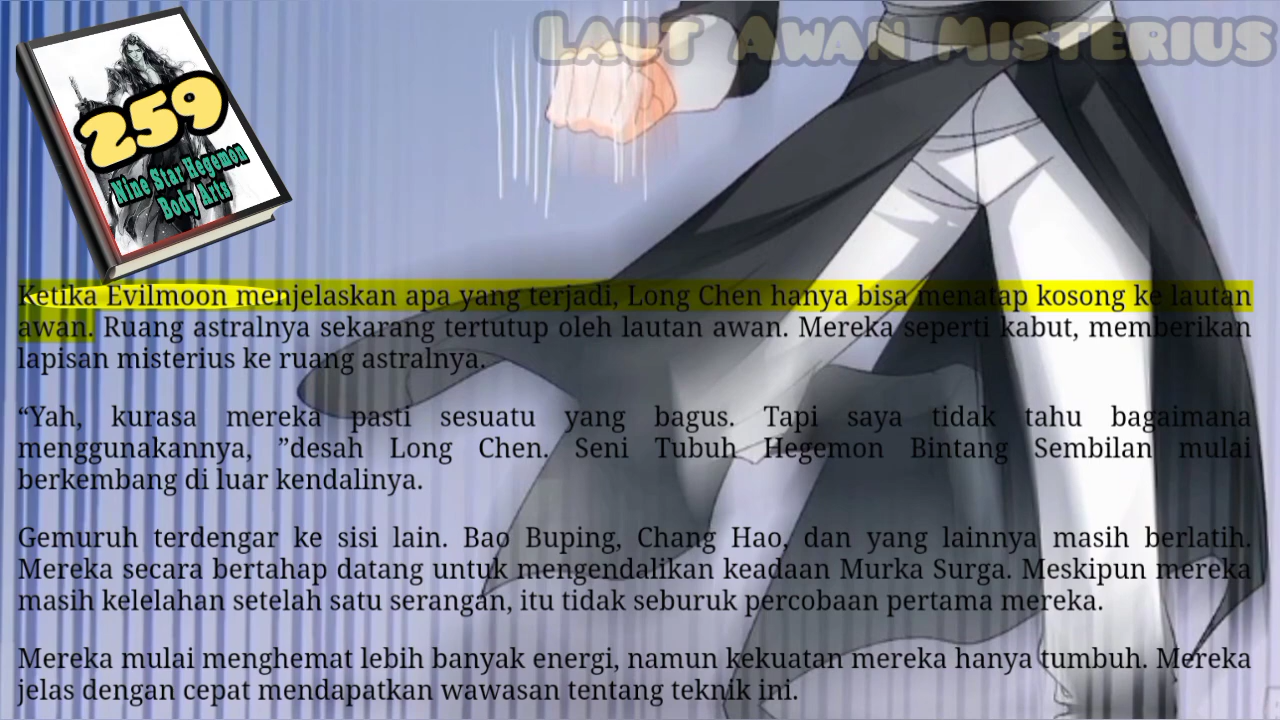 Laut Awan Misterius
259
Nine Star Hegemon
Body Arts
Ketika Evilmoon menjelaskan apa yang terjadi, Long Chen hanya bisa menatap kosong ke lautan
awan. Ruang astralnya sekarang tertutup oleh lautan awan. Mereka seperti kabut, memberikan
lapisan misterius ke ruang astralnya.
“Yah, kurasa mereka pasti sesuatu yang bagus. Tapi saya tidak tahu bagaimana
menggunakannya, ”desah Long Chen. Seni Tubuh Hegemon Bintang Sembilan mulai
berkembang di luar kendalinya.
Gemuruh terdengar ke sisi lain. Bao Buping, Chang Hao, dan yang lainnya masih berlatih.
Mereka secara bertahap datang untuk mengendalikan keadaan Murka Surga. Meskipun mereka
masih kelelahan setelah satu serangan, itu tidak seburuk percobaan pertama mereka.
Mereka mulai menghemat lebih banyak energi, namun kekuatan mereka hanya tumbuh. Mereka
jelas dengan cepat mendapatkan wawasan tentang teknik ini.